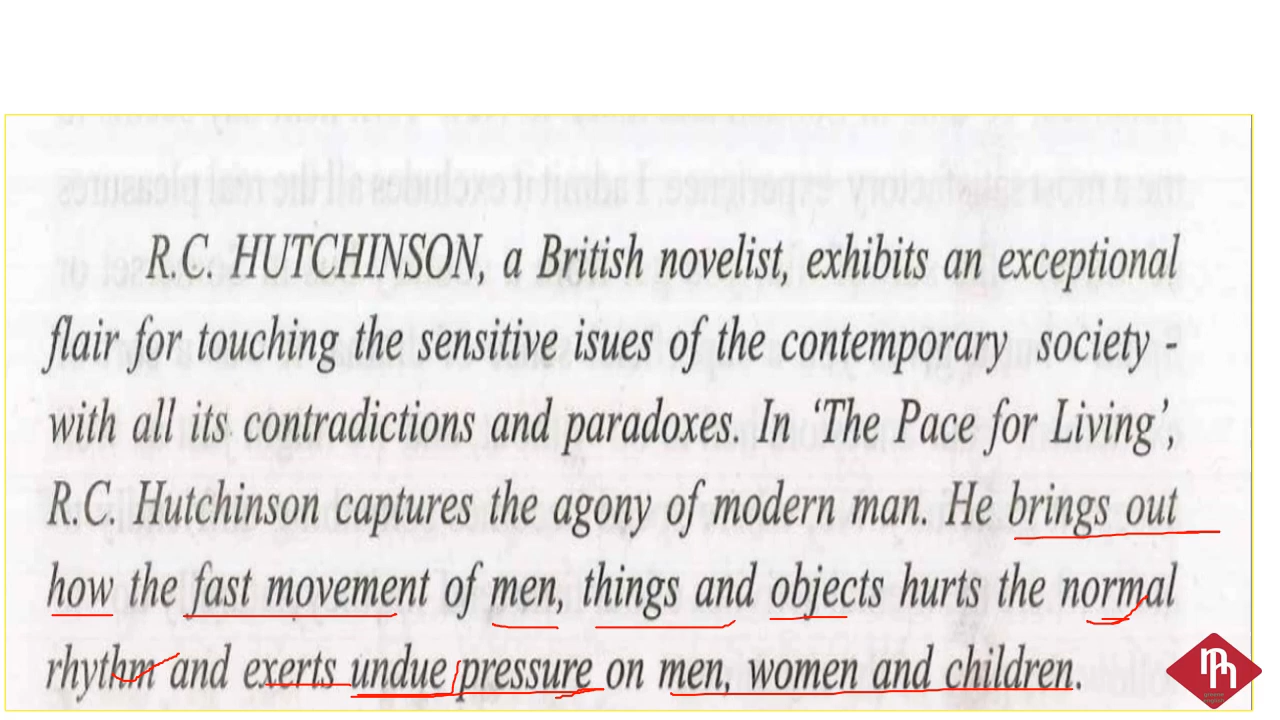 R.C. HUTCHINSON, a British novelist, exhibits an exceptional
flair for touching the sensitive isues of the contemporary society -
with all its contradictions and paradoxes. In ‘The Pace for Living’,
R.C. Hutchinson captures the agony of modern man. He brings out
how the fast movement of men, things and objects hurts the normal
rhythm and exerts undue pressure on men, women and children.